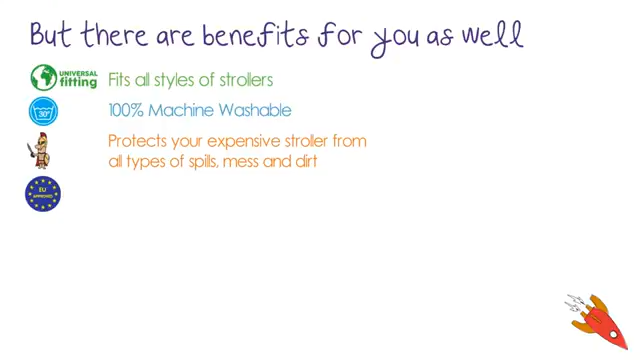 But there are benefits for you as well
UNIVERSAL
fitting
Fits all styles of strollers
30°
100% Machine Washable
Protects your expensive stroller from
all types of spills, mess and dirt
EU
APPROVED